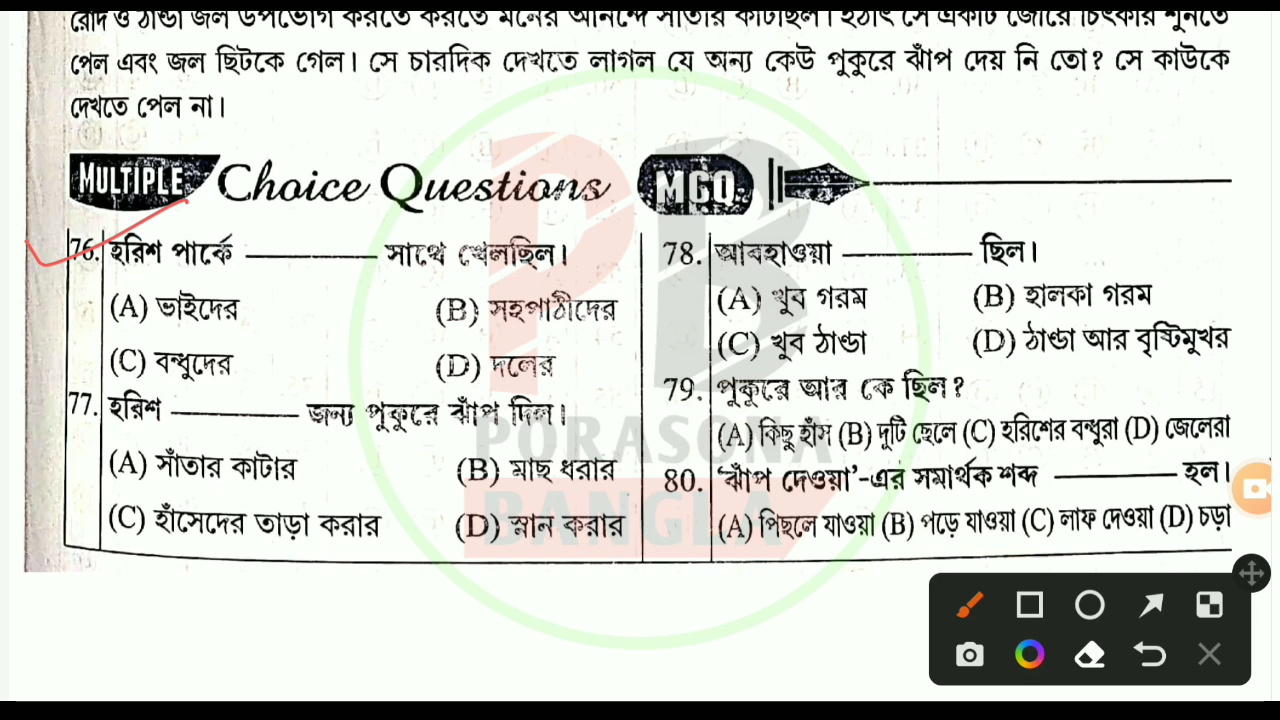 রোদ ও ঠাণ্ডা জল উপভোগ করতে করতে মনের আনন্দে সাঁতার কাটছিল। হঠাৎ সে একটি জোরে চিৎকার শুনতে
পেল এবং জল ছিটকে গেল। সে চারদিক দেখতে লাগল যে অন্য কেউ পুকুরে ঝাঁপ দেয় নি তো? সে কাউকে
দেখতে পেল না।
MULTIPLE Choice Questions MCQ
76. হরিশ পার্কে ———— সাথে খেলছিল।
(A) ভাইদের (B) সহপাঠীদের
(C) বন্ধুদের (D) দলের
77. হরিশ ———— জন্য পুকুরে ঝাঁপ দিল।
(A) সাঁতার কাটার (B) মাছ ধরার
(C) হাঁসেদের তাড়া করার (D) স্নান করার
78. আবহাওয়া ———— ছিল।
(A) খুব গরম (B) হালকা গরম
(C) খুব ঠাণ্ডা (D) ঠাণ্ডা আর বৃষ্টিমুখর
79. পুকুরে আর কে ছিল?
(A) কিছু হাঁস (B) দুটি ছেলে (C) হরিশের বন্ধুরা (D) জেলেরা
80. 'ঝাঁপ দেওয়া'-এর সমার্থক শব্দ ———— হল।
(A) পিছলে যাওয়া (B) পড়ে যাওয়া (C) লাফ দেওয়া (D) চড়া
PB
PORASONA
BANGLA